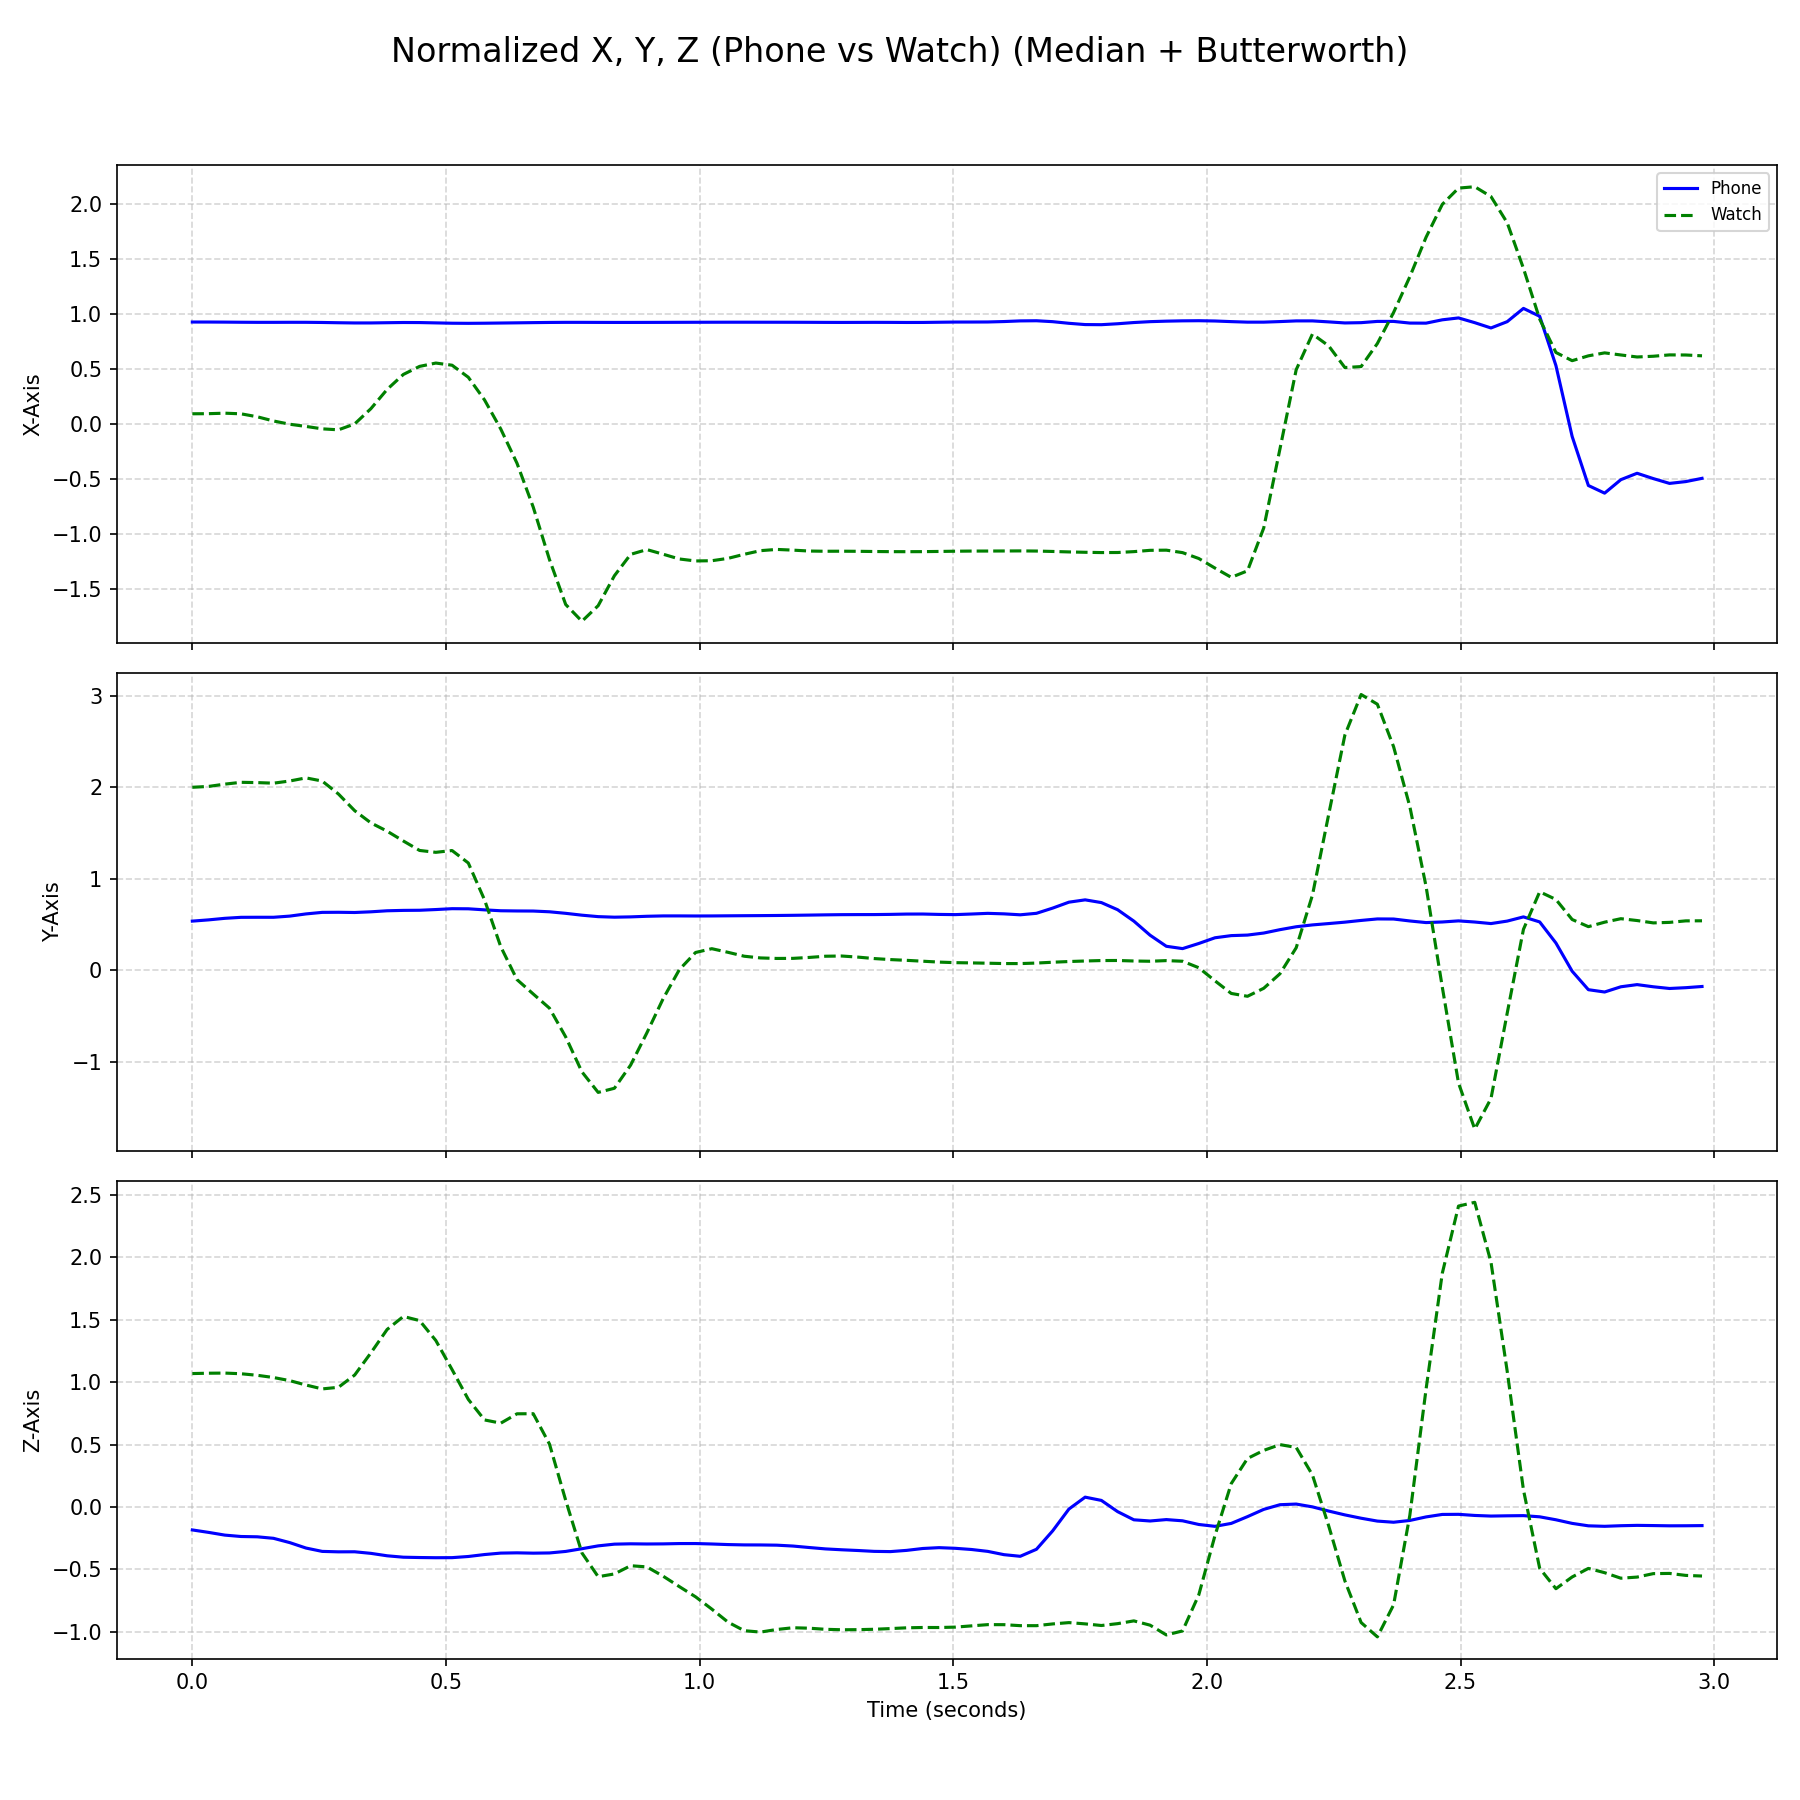 Normalized X, Y, Z (Phone vs Watch) (Median + Butterworth)
Phone
Watch
X-Axis
2.0
1.5
1.0
0.5
0.0
−0.5
−1.0
−1.5
Y-Axis
3
2
1
0
−1
Z-Axis
2.5
2.0
1.5
1.0
0.5
0.0
−0.5
−1.0
0.0 0.5 1.0 1.5 2.0 2.5 3.0
Time (seconds)